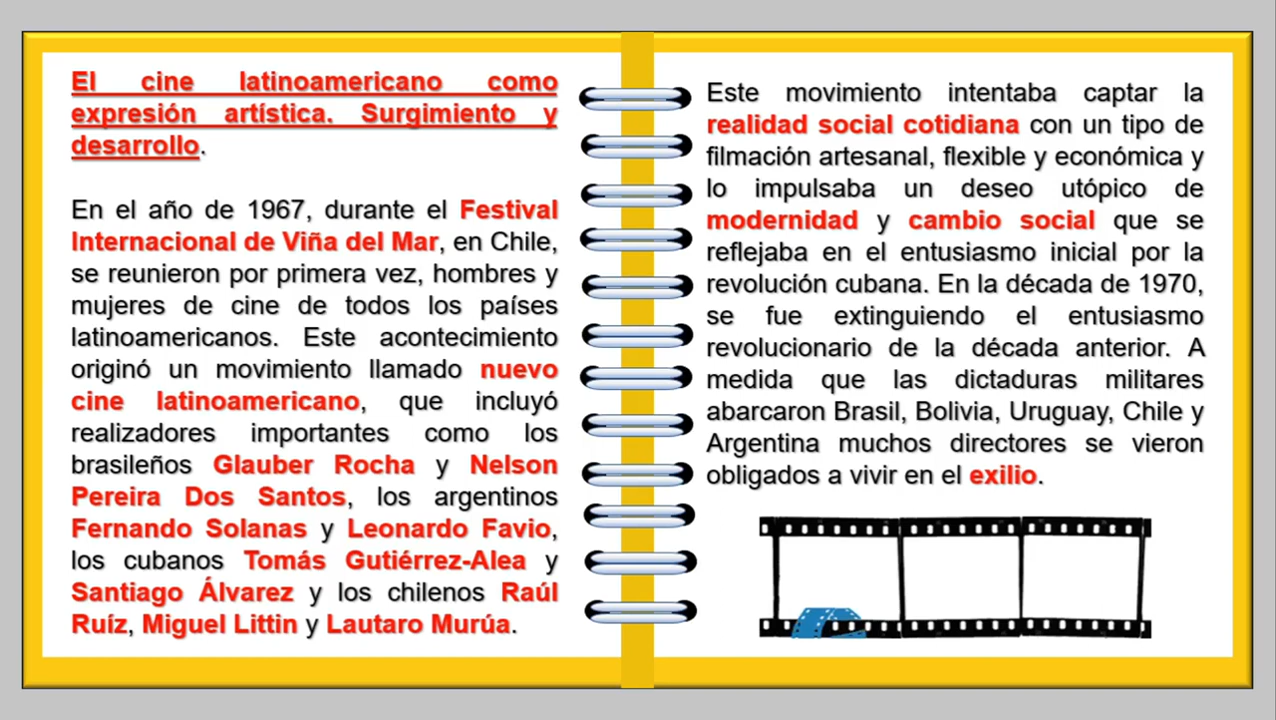 El cine latinoamericano como
expresión artística. Surgimiento y
desarrollo.
En el año de 1967, durante el Festival
Internacional de Viña del Mar, en Chile,
se reunieron por primera vez, hombres y
mujeres de cine de todos los países
latinoamericanos. Este acontecimiento
originó un movimiento llamado nuevo
cine latinoamericano, que incluyó
realizadores importantes como los
brasileños Glauber Rocha y Nelson
Pereira Dos Santos, los argentinos
Fernando Solanas y Leonardo Favio,
los cubanos Tomás Gutiérrez-Alea y
Santiago Álvarez y los chilenos Raúl
Ruíz, Miguel Littin y Lautaro Murúa.
Este movimiento intentaba captar la
realidad social cotidiana con un tipo de
filmación artesanal, flexible y económica y
lo impulsaba un deseo utópico de
modernidad y cambio social que se
reflejaba en el entusiasmo inicial por la
revolución cubana. En la década de 1970,
se fue extinguiendo el entusiasmo
revolucionario de la década anterior. A
medida que las dictaduras militares
abarcaron Brasil, Bolivia, Uruguay, Chile y
Argentina muchos directores se vieron
obligados a vivir en el exilio.